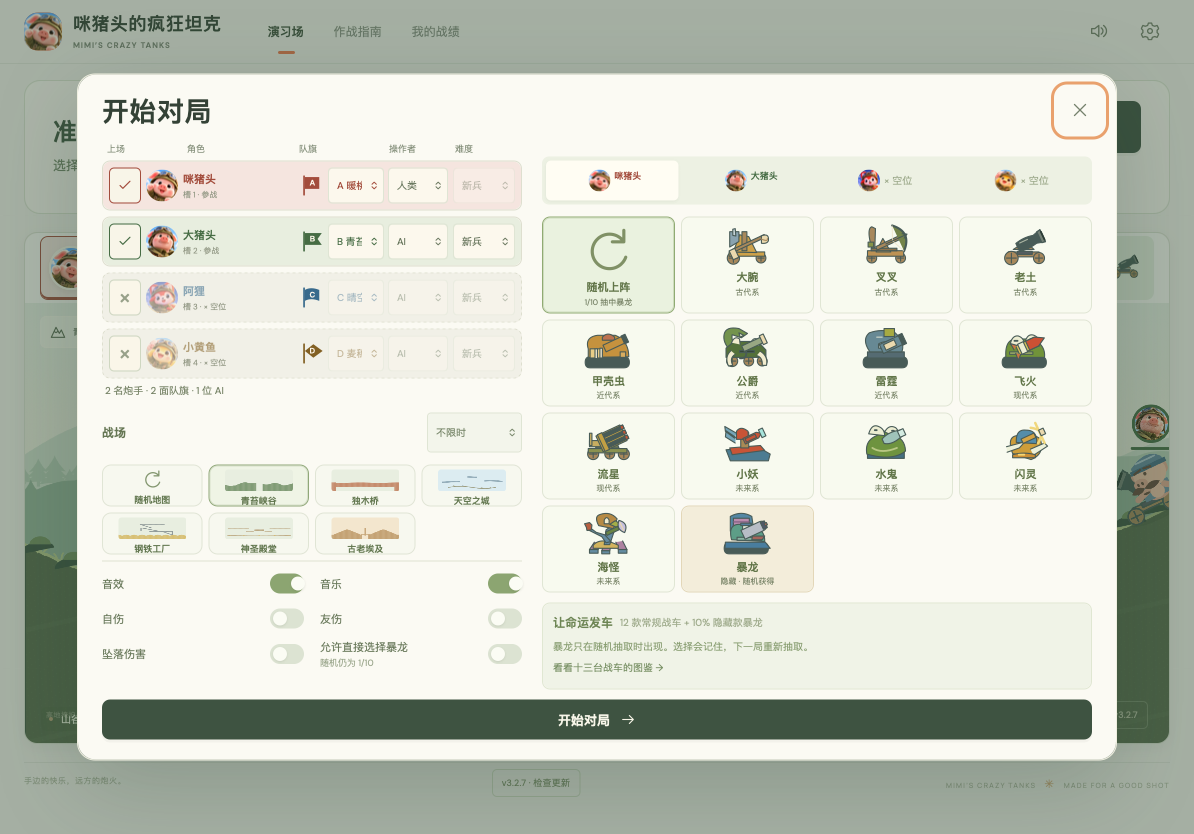 咪猪头的疯狂坦克
MIMI'S CRAZY TANKS
演习场
作战指南
我的战绩
准
选择
开始对局
上场 角色 队旗 操作者 难度
A
咪猪头
槽 1 · 参战
A 暖
人类
新兵
B
大猪头
槽 2 · 参战
B 青苔
AI
新兵
C
阿狸
槽 3 · × 空位
C 晴空
AI
新兵
D
小黄鱼
槽 4 · × 空位
D 麦
AI
新兵
2 名炮手 · 2 面队旗 · 1 位 AI
战场
不限时
随机地图
青苔峡谷
独木桥
天空之城
钢铁工厂
神圣殿堂
古老埃及
音效
音乐
自伤
友伤
坠落伤害
允许直接选择暴龙
随机仍为 1/10
咪猪头
大猪头
× 空位
× 空位
随机上阵
1/10 抽中暴龙
大腕
古代系
叉叉
古代系
老土
古代系
甲壳虫
近代系
公爵
近代系
雷霆
近代系
飞火
现代系
流星
现代系
小妖
未来系
水鬼
未来系
闪灵
未来系
海怪
未来系
暴龙
隐藏 · 随机获得
让命运发车 12 款常规战车 + 10% 隐藏款暴龙
暴龙只在随机抽取时出现。选择会记住，下一局重新抽取。
看看十三台战车的图鉴 →
开始对局 →
山谷
v3.2.7
手边的快乐，远方的炮火。
v3.2.7 · 检查更新
MIMI'S CRAZY TANKS
MADE FOR A GOOD SHOT